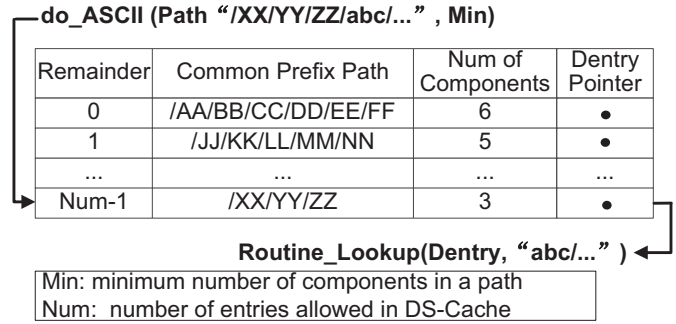 do_ASCII (Path “/XX/YY/ZZ/abc/...” , Min)
Remainder Common Prefix Path Num of Components Dentry Pointer
0 /AA/BB/CC/DD/EE/FF 6 •
1 /JJ/KK/LL/MM/NN 5 •
... ... ... ...
Num-1 /XX/YY/ZZ 3 •
Routine_Lookup(Dentry, “abc/...” )
Min: minimum number of components in a path
Num: number of entries allowed in DS-Cache